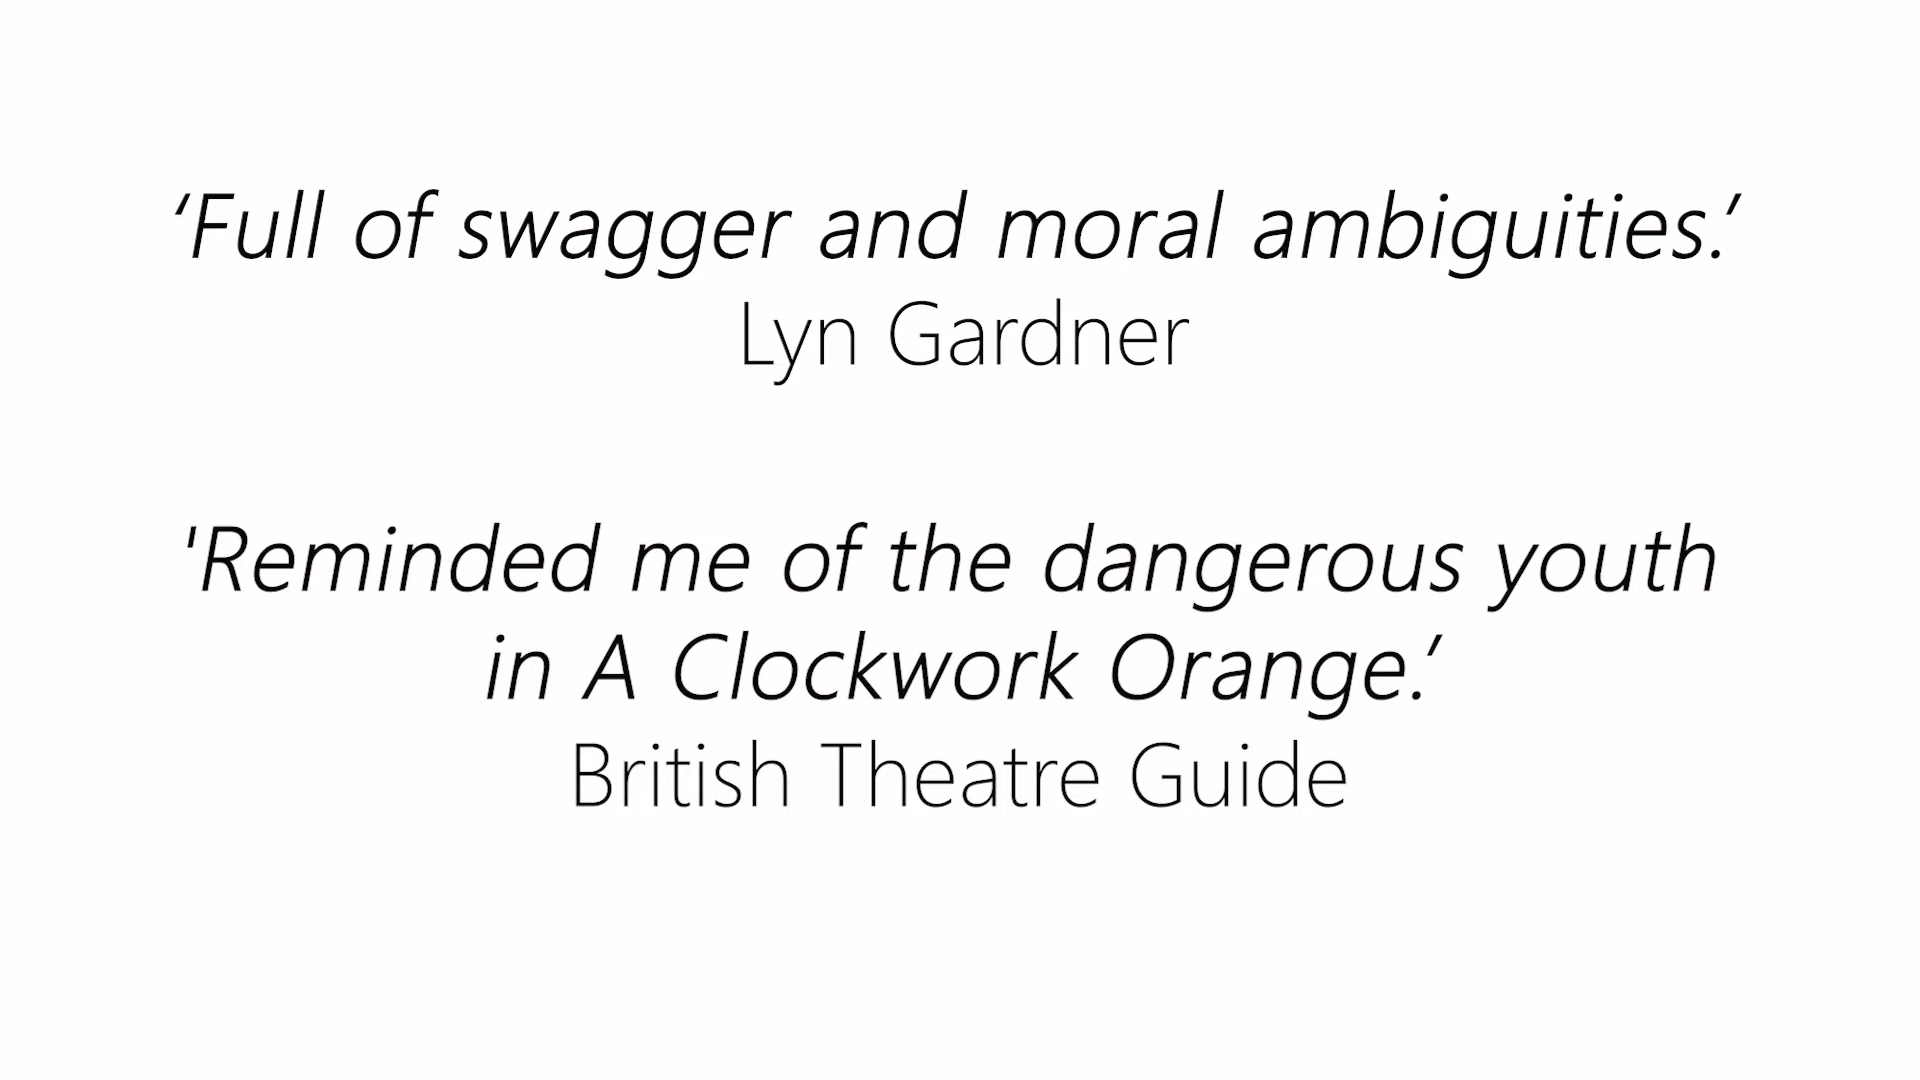 ‘Full of swagger and moral ambiguities.’
Lyn Gardner
'Reminded me of the dangerous youth
in A Clockwork Orange.’
British Theatre Guide